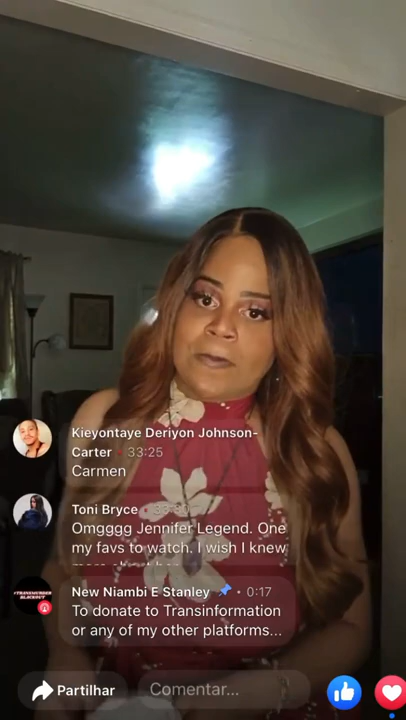 Kieyontaye Deriyon Johnson-
Carter • 33:25
Carmen
Toni Bryce •
Omgggg Jennifer Legend. One
my favs to watch. I wish I knew
New Niambi E Stanley • 0:17
To donate to Transinformation
or any of my other platforms...
Partilhar
Comentar...